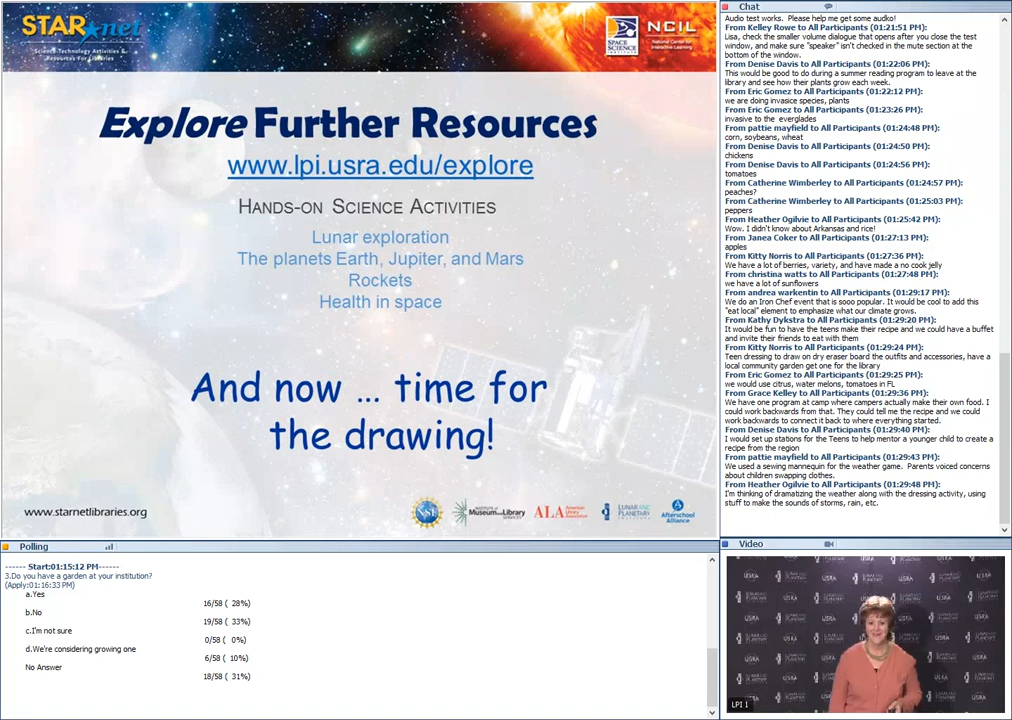 STAR net
Science-Technology Activities &
Resources For Libraries
SPACE
SCIENCE
INSTITUTE
NCIL
National Center for
Interactive Learning
Explore Further Resources
www.lpi.usra.edu/explore
HANDS-ON SCIENCE ACTIVITIES
Lunar exploration
The planets Earth, Jupiter, and Mars
Rockets
Health in space
And now ... time for
the drawing!
www.starnetlibraries.org
INSTITUTE of
Museum and Library
SERVICES
ALA American
Library
Association
LUNAR AND
PLANETARY
INSTITUTE
Afterschool
Alliance
Chat
Audio test works. Please help me get some audko!
From Kelley Rowe to All Participants (01:21:51 PM):
Lisa, check the smaller volume dialogue that opens after you close the test
window, and make sure "speaker" isn't checked in the mute section at the
bottom of the window.
From Denise Davis to All Participants (01:22:06 PM):
This would be good to do during a summer reading program to leave at the
library and see how their plants grow each week.
From Eric Gomez to All Participants (01:22:12 PM):
we are doing invasice species, plants
From Eric Gomez to All Participants (01:23:26 PM):
invasive to the everglades
From pattie mayfield to All Participants (01:24:48 PM):
corn, soybeans, wheat
From Denise Davis to All Participants (01:24:50 PM):
chickens
From Denise Davis to All Participants (01:24:56 PM):
tomatoes
From Catherine Wimberley to All Participants (01:24:57 PM):
peaches?
From Catherine Wimberley to All Participants (01:25:03 PM):
peppers
From Heather Ogilvie to All Participants (01:25:42 PM):
Wow. I didn't know about Arkansas and rice!
From Janea Coker to All Participants (01:27:13 PM):
apples
From Kitty Norris to All Participants (01:27:36 PM):
We have a lot of berries, variety, and have made a no cook jelly
From christina watts to All Participants (01:27:48 PM):
we have a lot of sunflowers
From andrea warkentin to All Participants (01:29:17 PM):
We do an Iron Chef event that is sooo popular. It would be cool to add this
"eat local" element to emphasize what our climate grows.
From Kathy Dykstra to All Participants (01:29:20 PM):
It would be fun to have the teens make their recipe and we could have a buffet
and invite their friends to eat with them
From Kitty Norris to All Participants (01:29:24 PM):
Teen dressing to draw on dry eraser board the outfits and accessories, have a
local community garden get one for the library
From Eric Gomez to All Participants (01:29:25 PM):
we would use citrus, water melons, tomatoes in FL
From Grace Kelley to All Participants (01:29:36 PM):
We have one program at camp where campers actually make their own food. I
could work backwards from that. They could tell me the recipe and we could
work backwards to connect it back to where everything started.
From Denise Davis to All Participants (01:29:40 PM):
I would set up stations for the Teens to help mentor a younger child to create a
recipe from the region
From pattie mayfield to All Participants (01:29:43 PM):
We used a sewing mannequin for the weather game. Parents voiced concerns
about children swapping clothes.
From Heather Ogilvie to All Participants (01:29:48 PM):
I'm thinking of dramatizing the weather along with the dressing activity, using
stuff to make the sounds of storms, rain, etc.
Polling
------ Start:01:15:12 PM------
3.Do you have a garden at your institution?
(Apply:01:16:33 PM)
a.Yes
16/58 ( 28%)
b.No
19/58 ( 33%)
c.I'm not sure
0/58 ( 0%)
d.We're considering growing one
6/58 ( 10%)
No Answer
18/58 ( 31%)
Video
USRA
LUNAR AND
PLANETARY
LPI 1